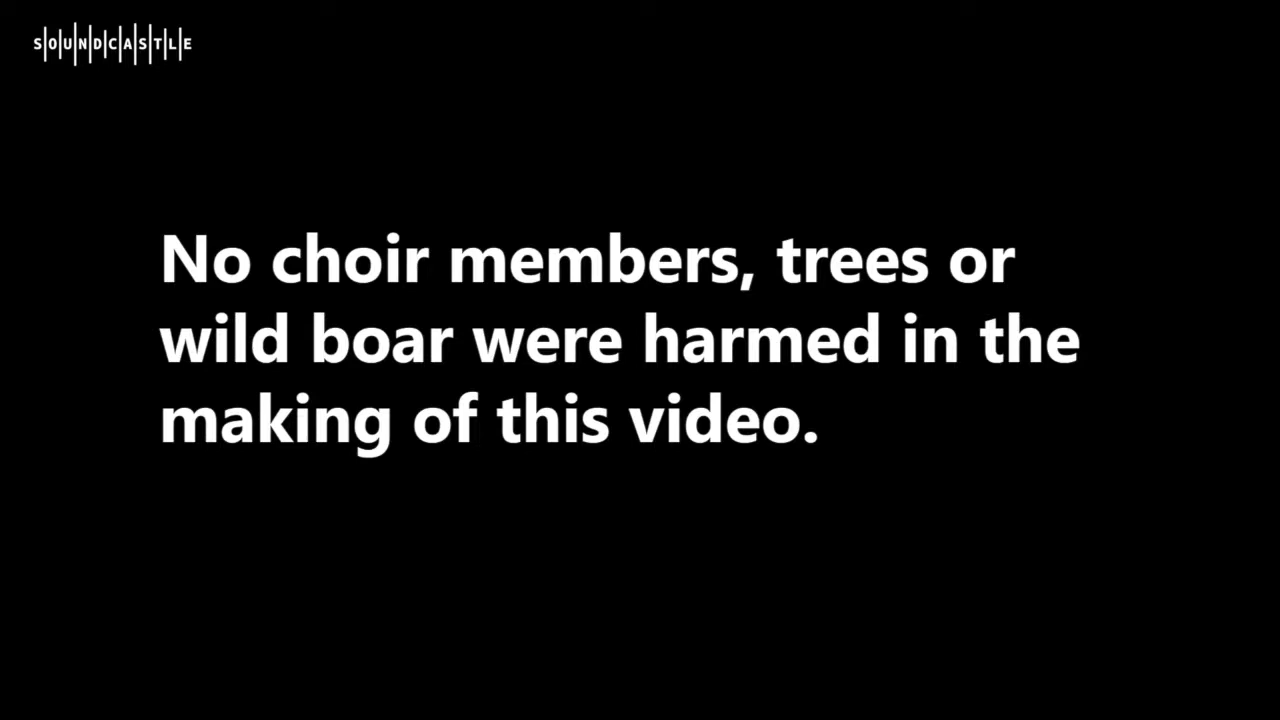 SOUNDCASTLE
No choir members, trees or
wild boar were harmed in the
making of this video.